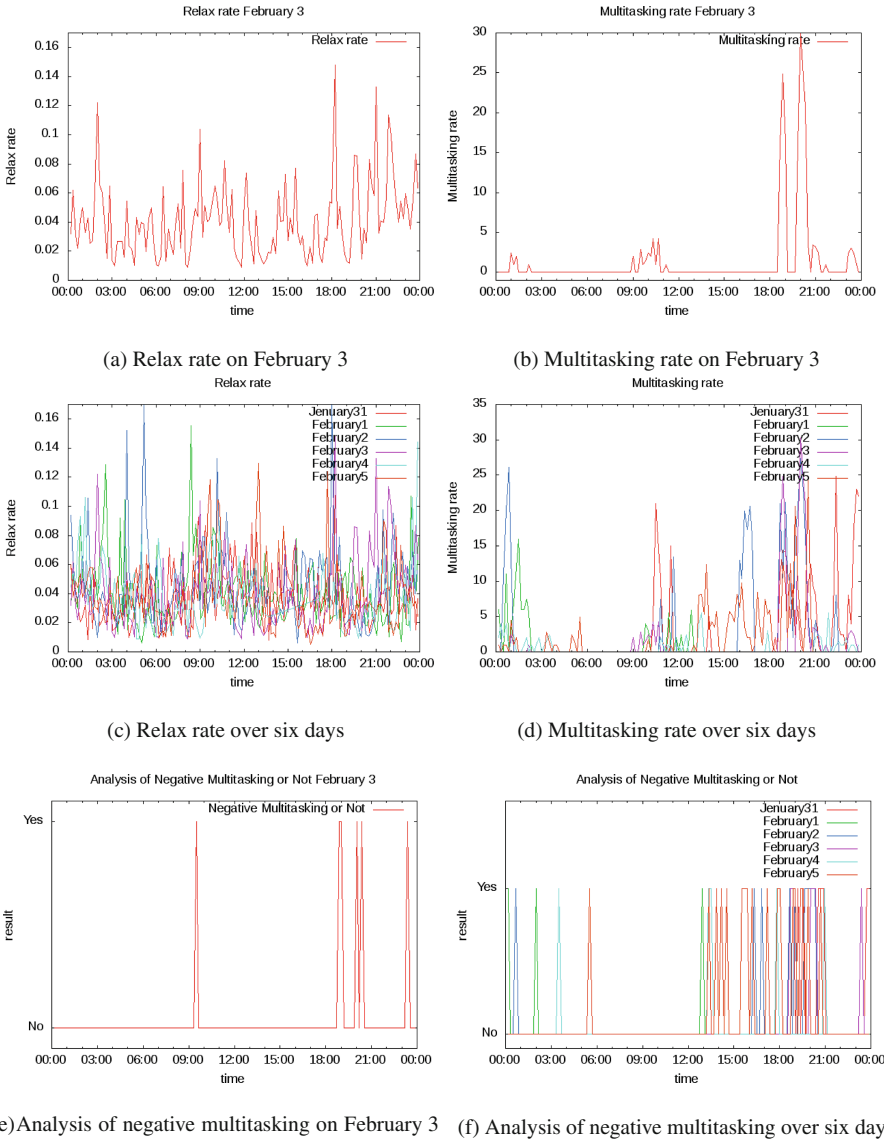 Relax rate February 3
Relax rate
0.16
0.14
0.12
0.1
0.08
0.06
0.04
0.02
0
Relax rate
00:00 03:00 06:00 09:00 12:00 15:00 18:00 21:00 00:00
time
(a) Relax rate on February 3
Multitasking rate February 3
Multitasking rate
30
25
20
15
10
5
0
Multitasking rate
00:00 03:00 06:00 09:00 12:00 15:00 18:00 21:00 00:00
time
(b) Multitasking rate on February 3
Relax rate
Jenuary31
February1
February2
February3
February4
February5
0.16
0.14
0.12
0.1
0.08
0.06
0.04
0.02
0
Relax rate
00:00 03:00 06:00 09:00 12:00 15:00 18:00 21:00 00:00
time
(c) Relax rate over six days
Multitasking rate
Jenuary31
February1
February2
February3
February4
February5
35
30
25
20
15
10
5
0
Multitasking rate
00:00 03:00 06:00 09:00 12:00 15:00 18:00 21:00 00:00
time
(d) Multitasking rate over six days
Analysis of Negative Multitasking or Not February 3
Negative Multitasking or Not
Yes
No
result
00:00 03:00 06:00 09:00 12:00 15:00 18:00 21:00 00:00
time
e)Analysis of negative multitasking on February 3
Analysis of Negative Multitasking or Not
Jenuary31
February1
February2
February3
February4
February5
Yes
No
result
00:00 03:00 06:00 09:00 12:00 15:00 18:00 21:00 00:00
time
(f) Analysis of negative multitasking over six day